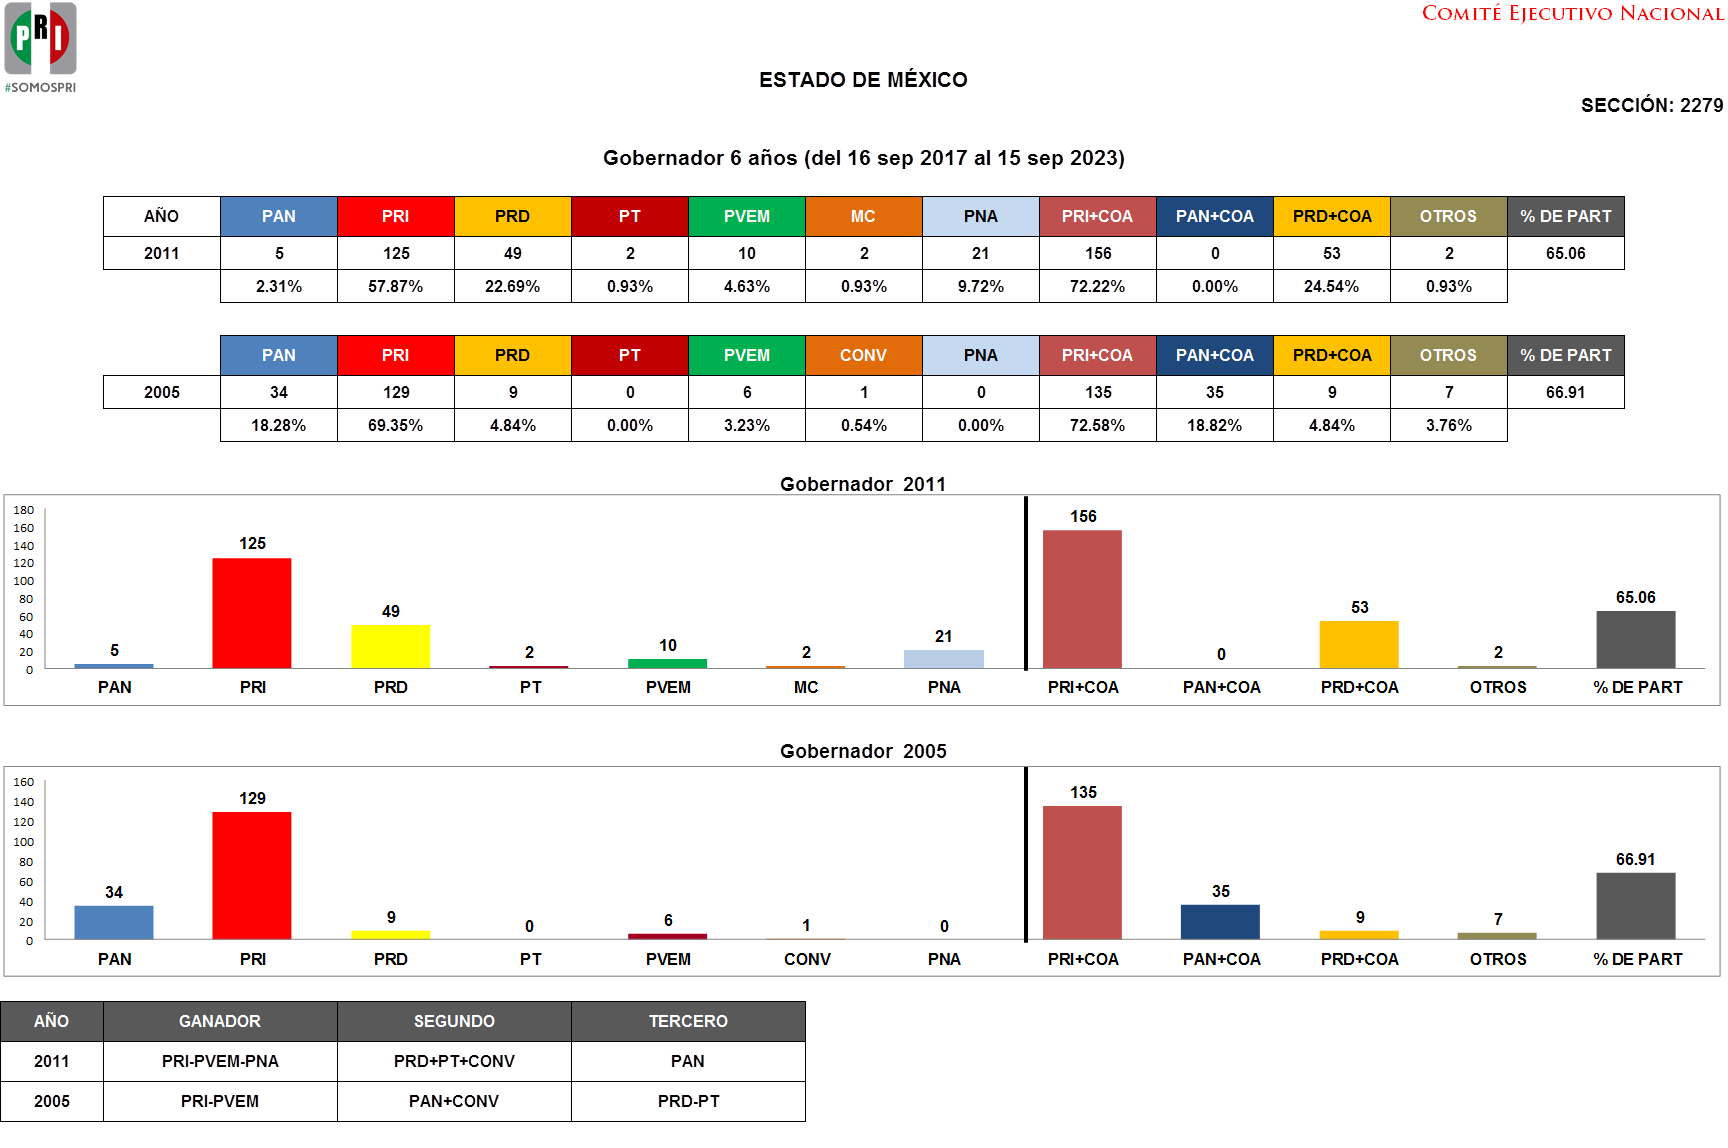 PRI
#SOMOSPRI
COMITÉ EJECUTIVO NACIONAL
ESTADO DE MÉXICO
SECCIÓN: 2279
Gobernador 6 años (del 16 sep 2017 al 15 sep 2023)
AÑO PAN PRI PRD PT PVEM MC PNA PRI+COA PAN+COA PRD+COA OTROS % DE PART
2011 5 125 49 2 10 2 21 156 0 53 2 65.06
2.31% 57.87% 22.69% 0.93% 4.63% 0.93% 9.72% 72.22% 0.00% 24.54% 0.93%
PAN PRI PRD PT PVEM CONV PNA PRI+COA PAN+COA PRD+COA OTROS % DE PART
2005 34 129 9 0 6 1 0 135 35 9 7 66.91
18.28% 69.35% 4.84% 0.00% 3.23% 0.54% 0.00% 72.58% 18.82% 4.84% 3.76%
Gobernador 2011
180
160
140
120
100
80
60
40
20
0
5 125 49 2 10 2 21 156 0 53 2 65.06
PAN PRI PRD PT PVEM MC PNA PRI+COA PAN+COA PRD+COA OTROS % DE PART
Gobernador 2005
160
140
120
100
80
60
40
20
0
34 129 9 0 6 1 0 135 35 9 7 66.91
PAN PRI PRD PT PVEM CONV PNA PRI+COA PAN+COA PRD+COA OTROS % DE PART
AÑO GANADOR SEGUNDO TERCERO
2011 PRI-PVEM-PNA PRD+PT+CONV PAN
2005 PRI-PVEM PAN+CONV PRD-PT